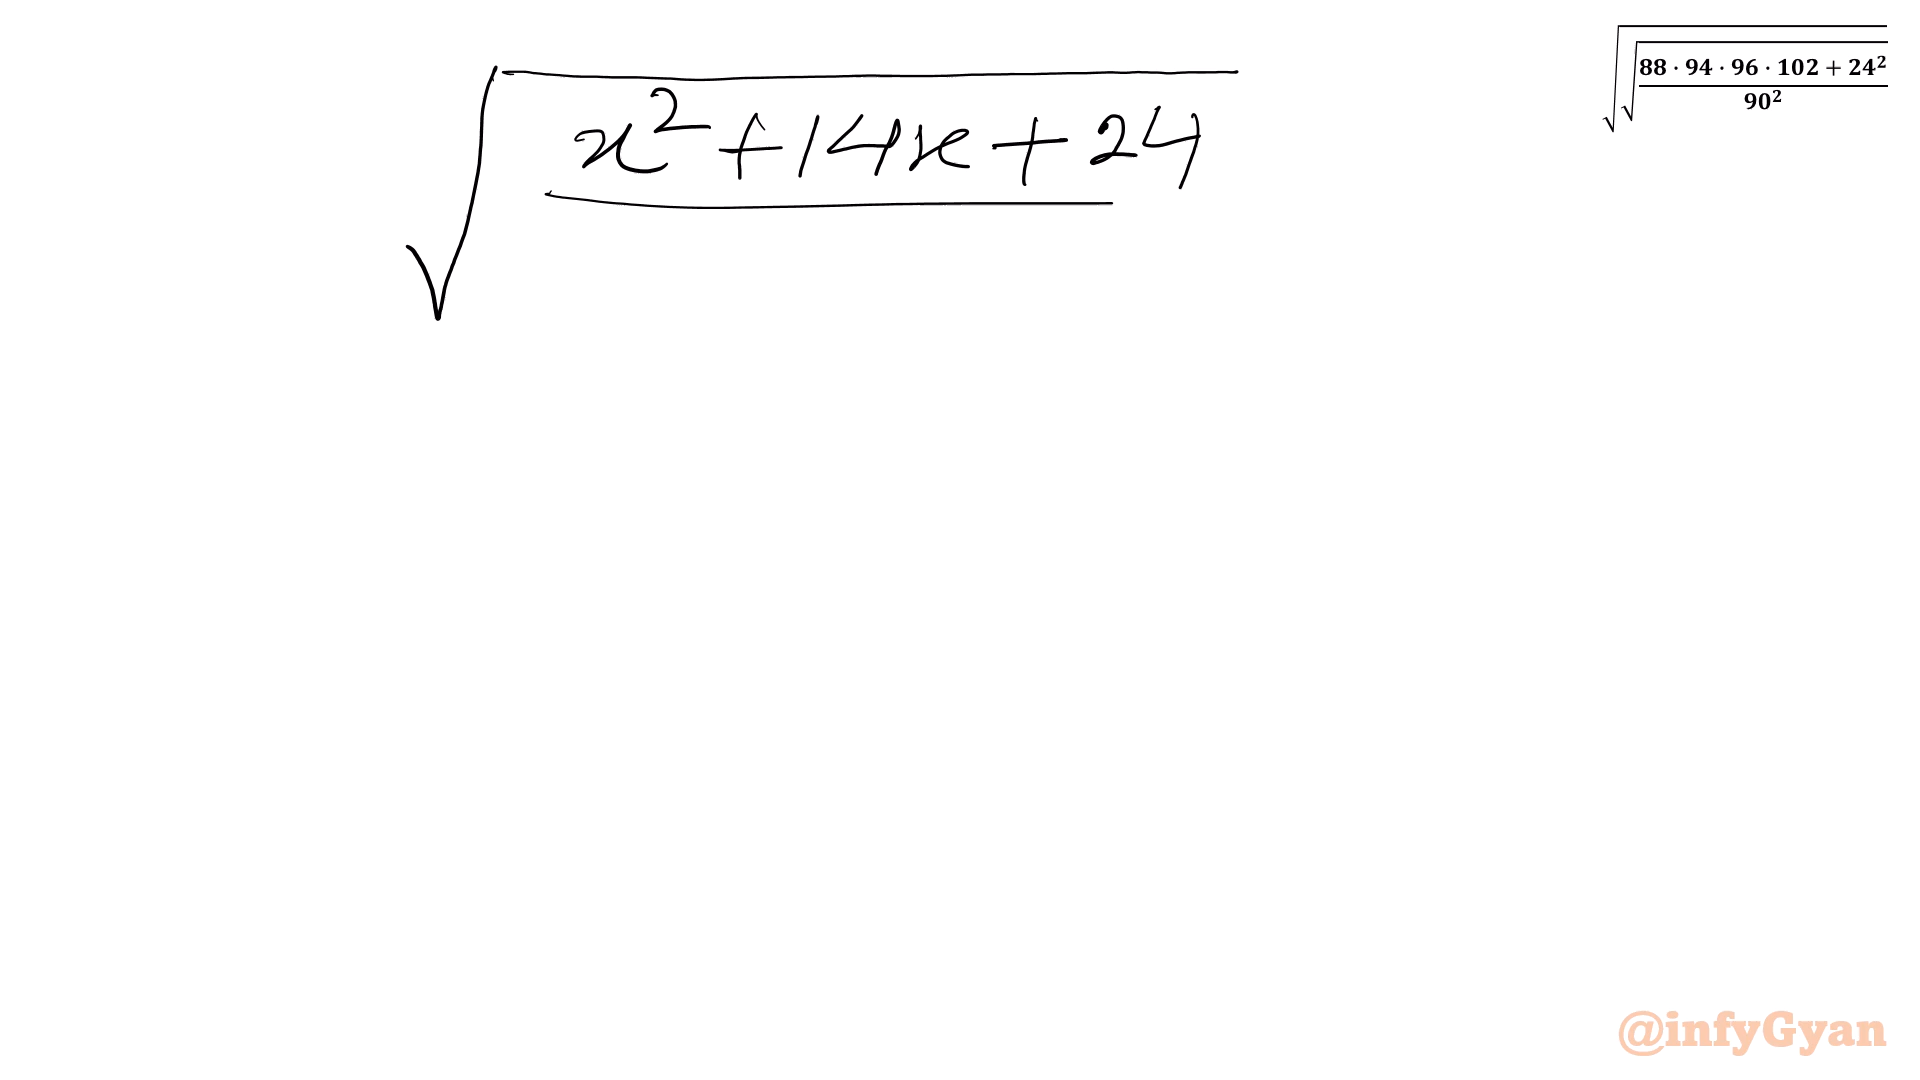 √(x² + 14x + 24)
√√((88 · 94 · 96 · 102 + 24²) / 90²)
@infyGyan